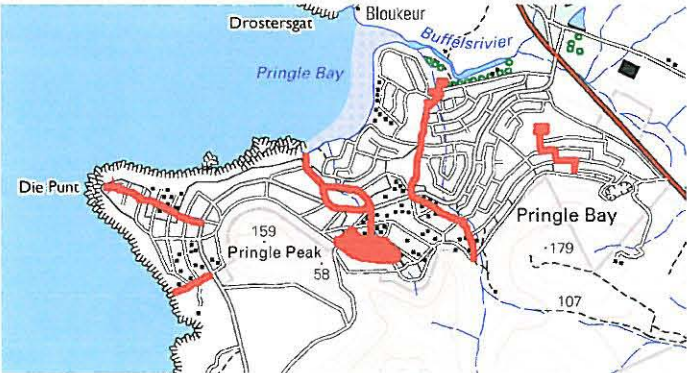 Bloukeur
Drostersgat
Buffelsrivier
Pringle Bay
Die Punt
Pringle Bay
159
Pringle Peak
179
58
107